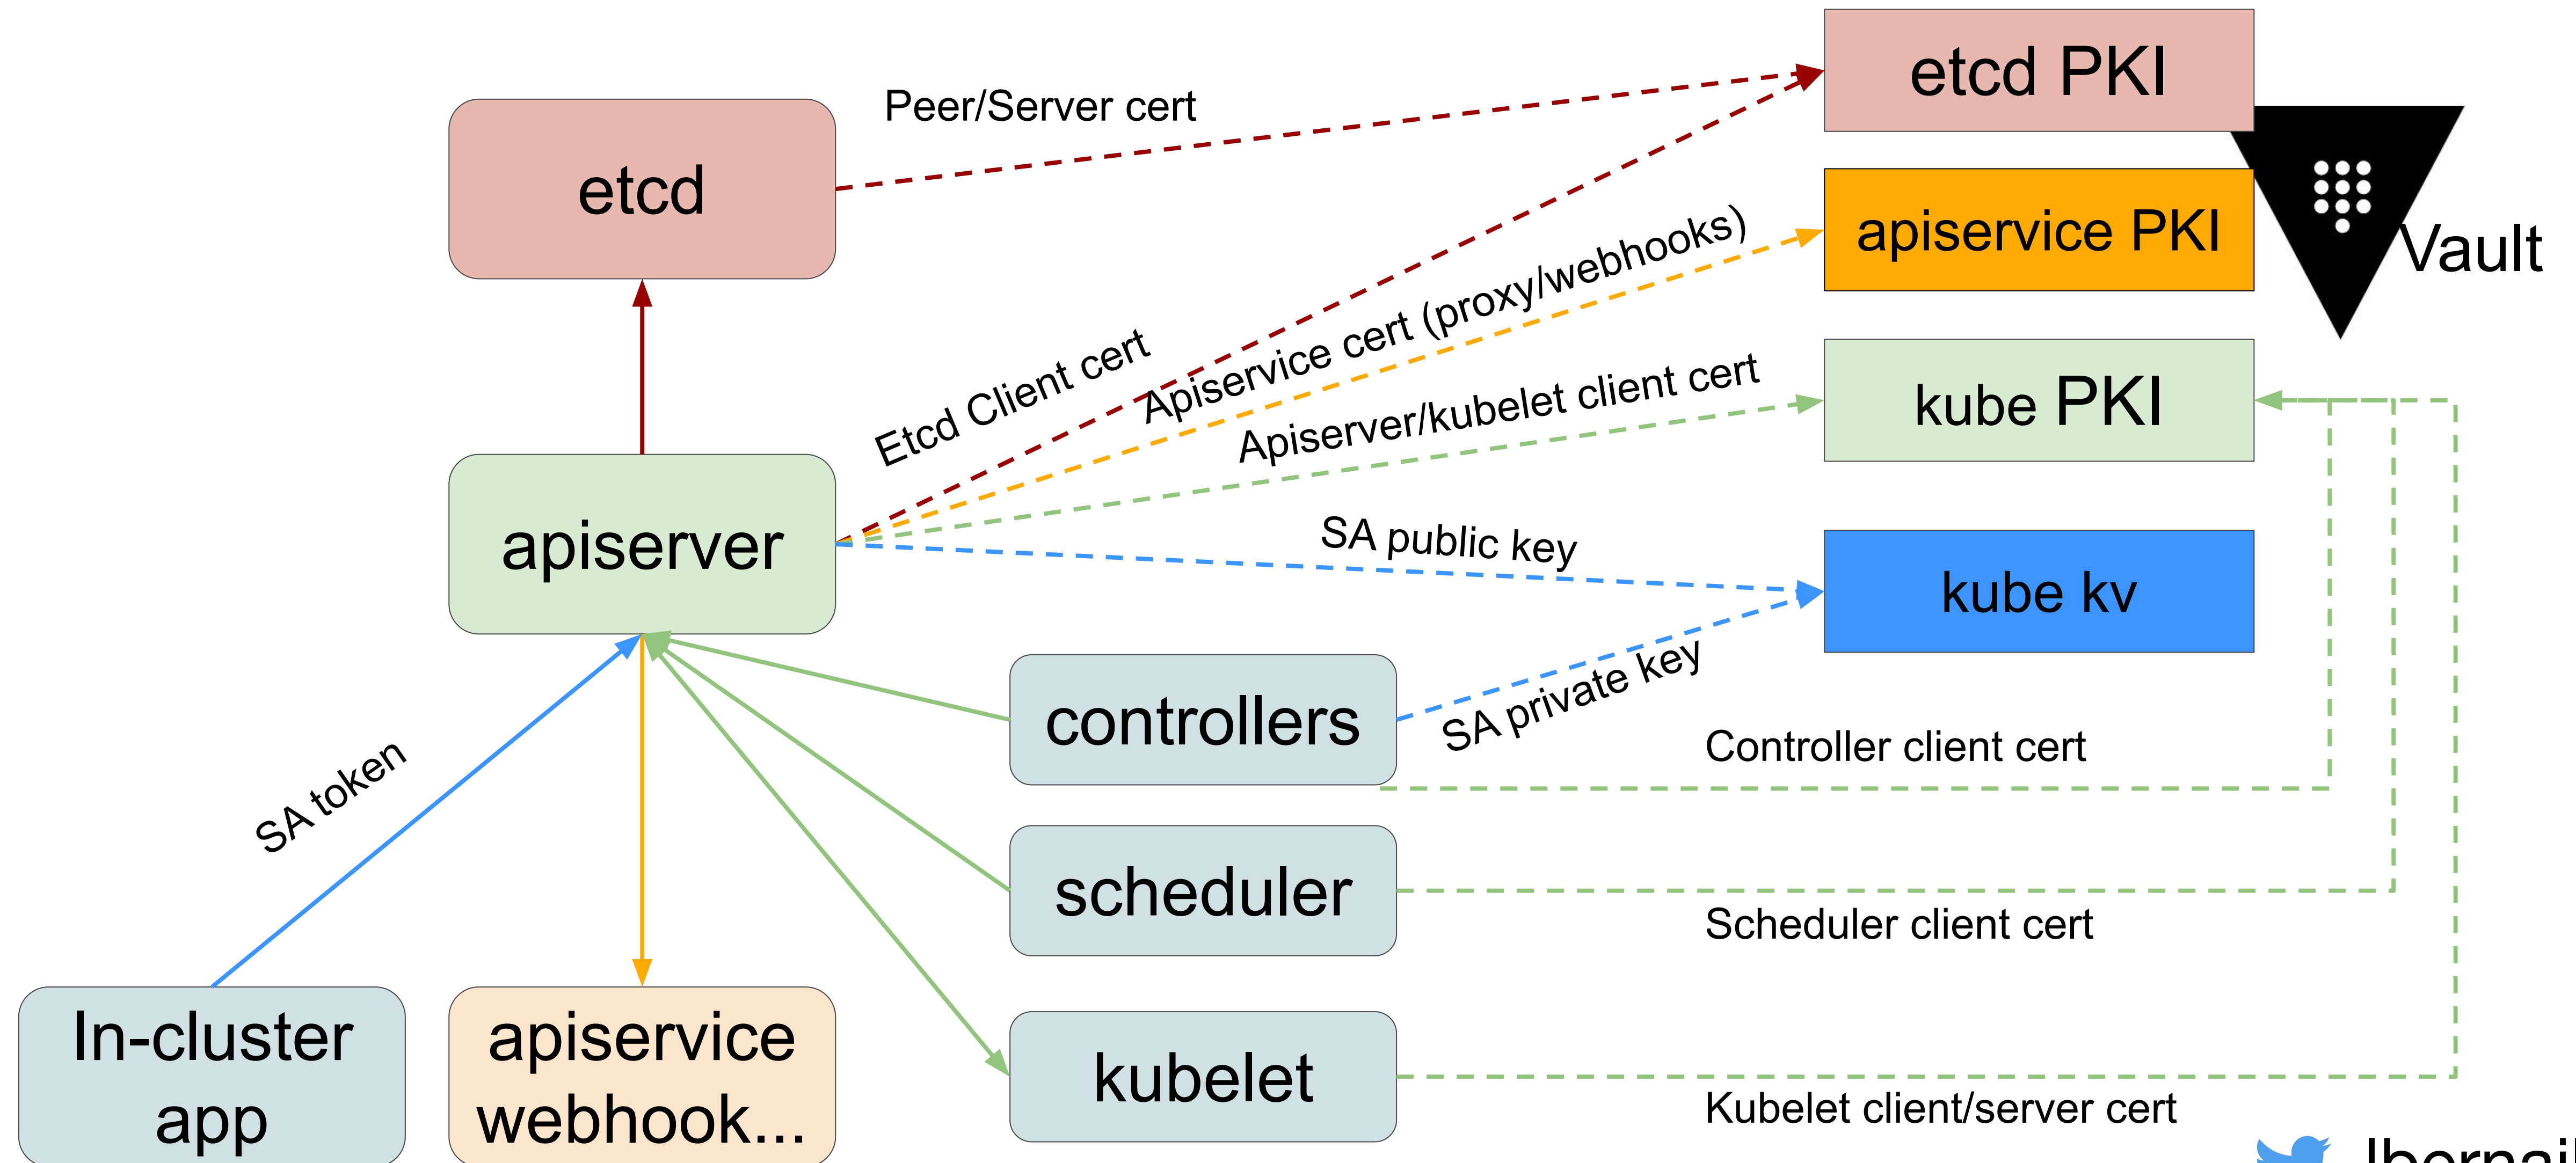 etcd PKI
Peer/Server cert
etcd
apiservice PKI
Vault
Etcd Client cert
Apiservice cert (proxy/webhooks)
Apiserver/kubelet client cert
kube PKI
apiserver
SA public key
kube kv
SA private key
controllers
Controller client cert
SA token
scheduler
Scheduler client cert
In-cluster
app
apiservice
webhook...
kubelet
Kubelet client/server cert